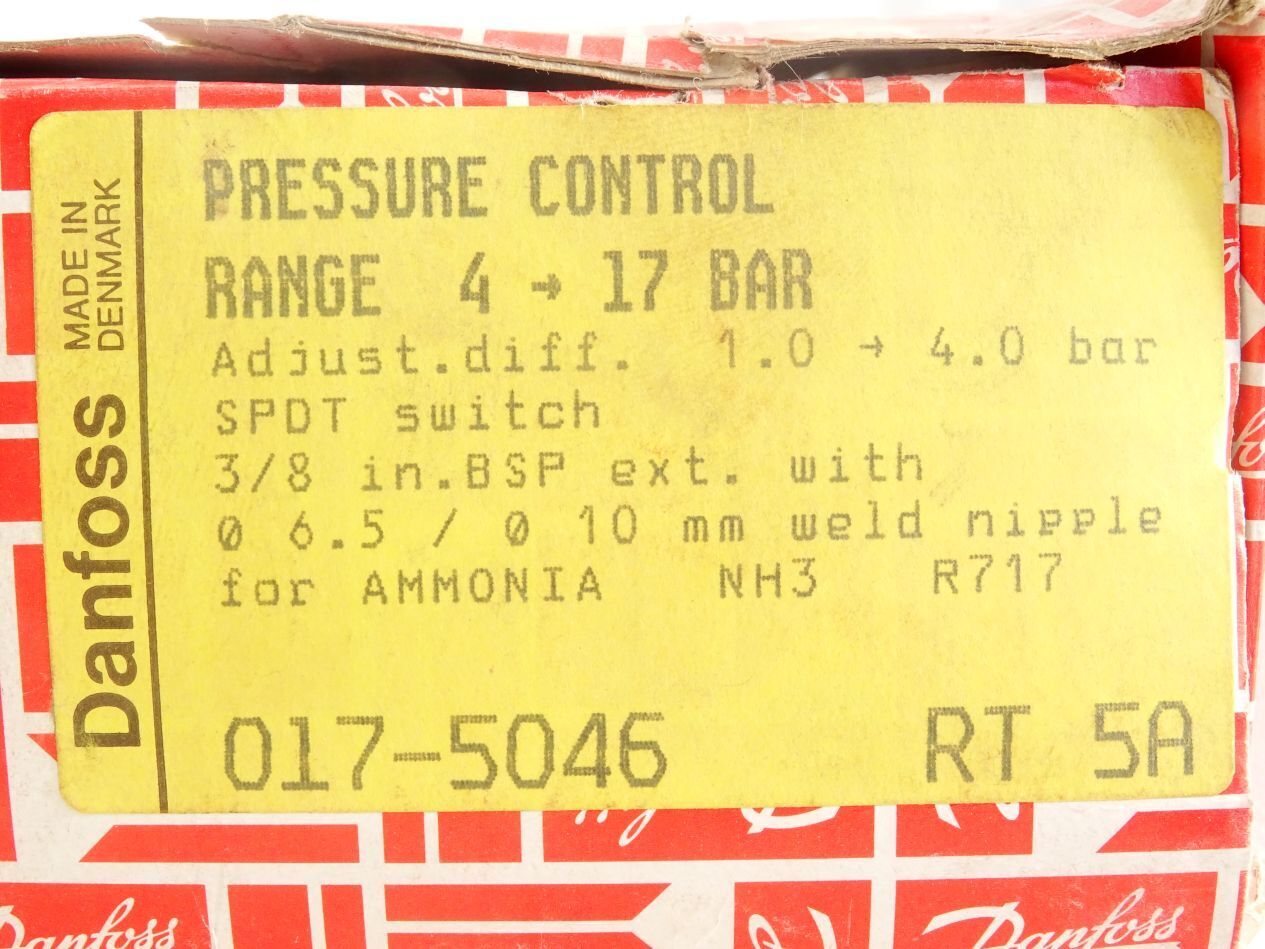 PRESSURE CONTROL
RANGE 4 → 17 BAR
Adjust.diff. 1.0 → 4.0 bar
SPDT switch
3/8 in.BSP ext. with
Ø 6.5 / Ø 10 mm weld nipple
for AMMONIA NH3 R717
017-5046 RT 5A
Danfoss
MADE IN
DENMARK
Danfoss
Danfoss